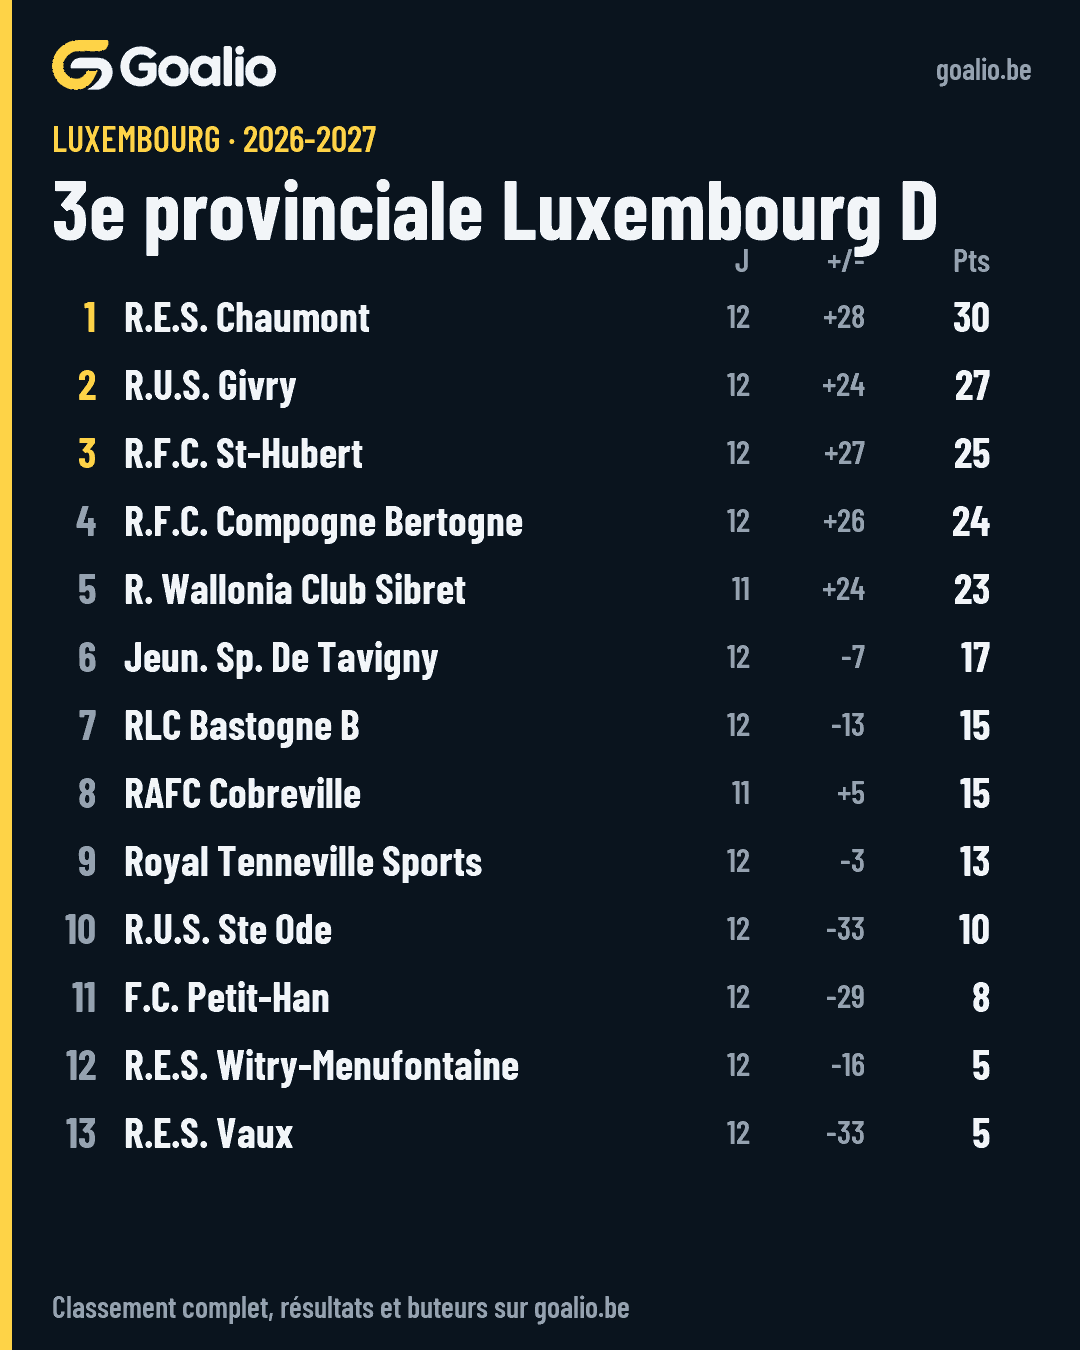 Goalio
goalio.be
LUXEMBOURG · 2026-2027
3e provinciale Luxembourg D
J +/- Pts
1 R.E.S. Chaumont 12 +28 30
2 R.U.S. Givry 12 +24 27
3 R.F.C. St-Hubert 12 +27 25
4 R.F.C. Compogne Bertogne 12 +26 24
5 R. Wallonia Club Sibret 11 +24 23
6 Jeun. Sp. De Tavigny 12 -7 17
7 RLC Bastogne B 12 -13 15
8 RAFC Cobreville 11 +5 15
9 Royal Tenneville Sports 12 -3 13
10 R.U.S. Ste Ode 12 -33 10
11 F.C. Petit-Han 12 -29 8
12 R.E.S. Witry-Menufontaine 12 -16 5
13 R.E.S. Vaux 12 -33 5
Classement complet, résultats et buteurs sur goalio.be